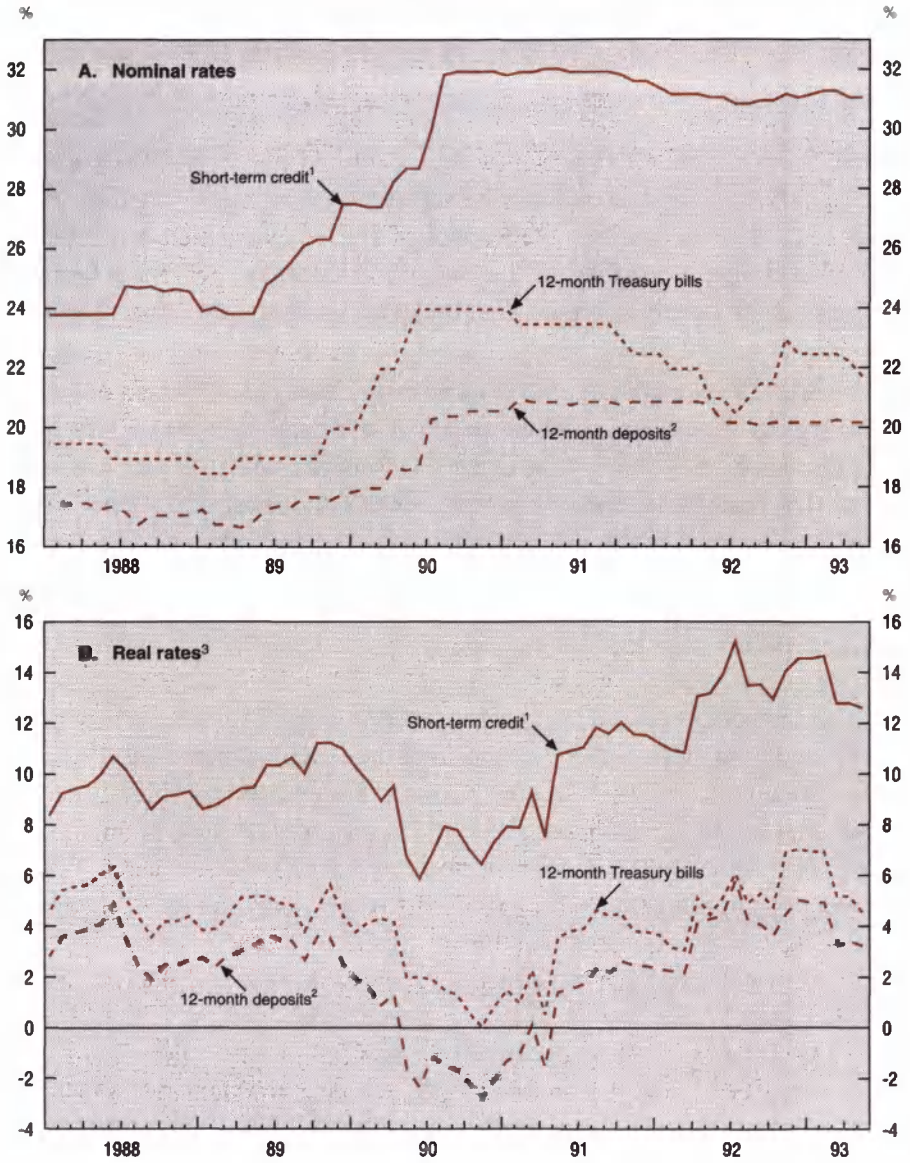 % %
A. Nominal rates
32 32
30 30
Short-term credit¹
28 28
26 26
12-month Treasury bills
24 24
22 22
12-month deposits²
20 20
18 18
16 16
1988 89 90 91 92 93
% %
16 16
B. Real rates³
14 14
Short-term credit¹
12 12
10 10
8 8
12-month Treasury bills
6 6
4 4
2 2
12-month deposits²
0 0
-2 -2
-4 -4
1988 89 90 91 92 93